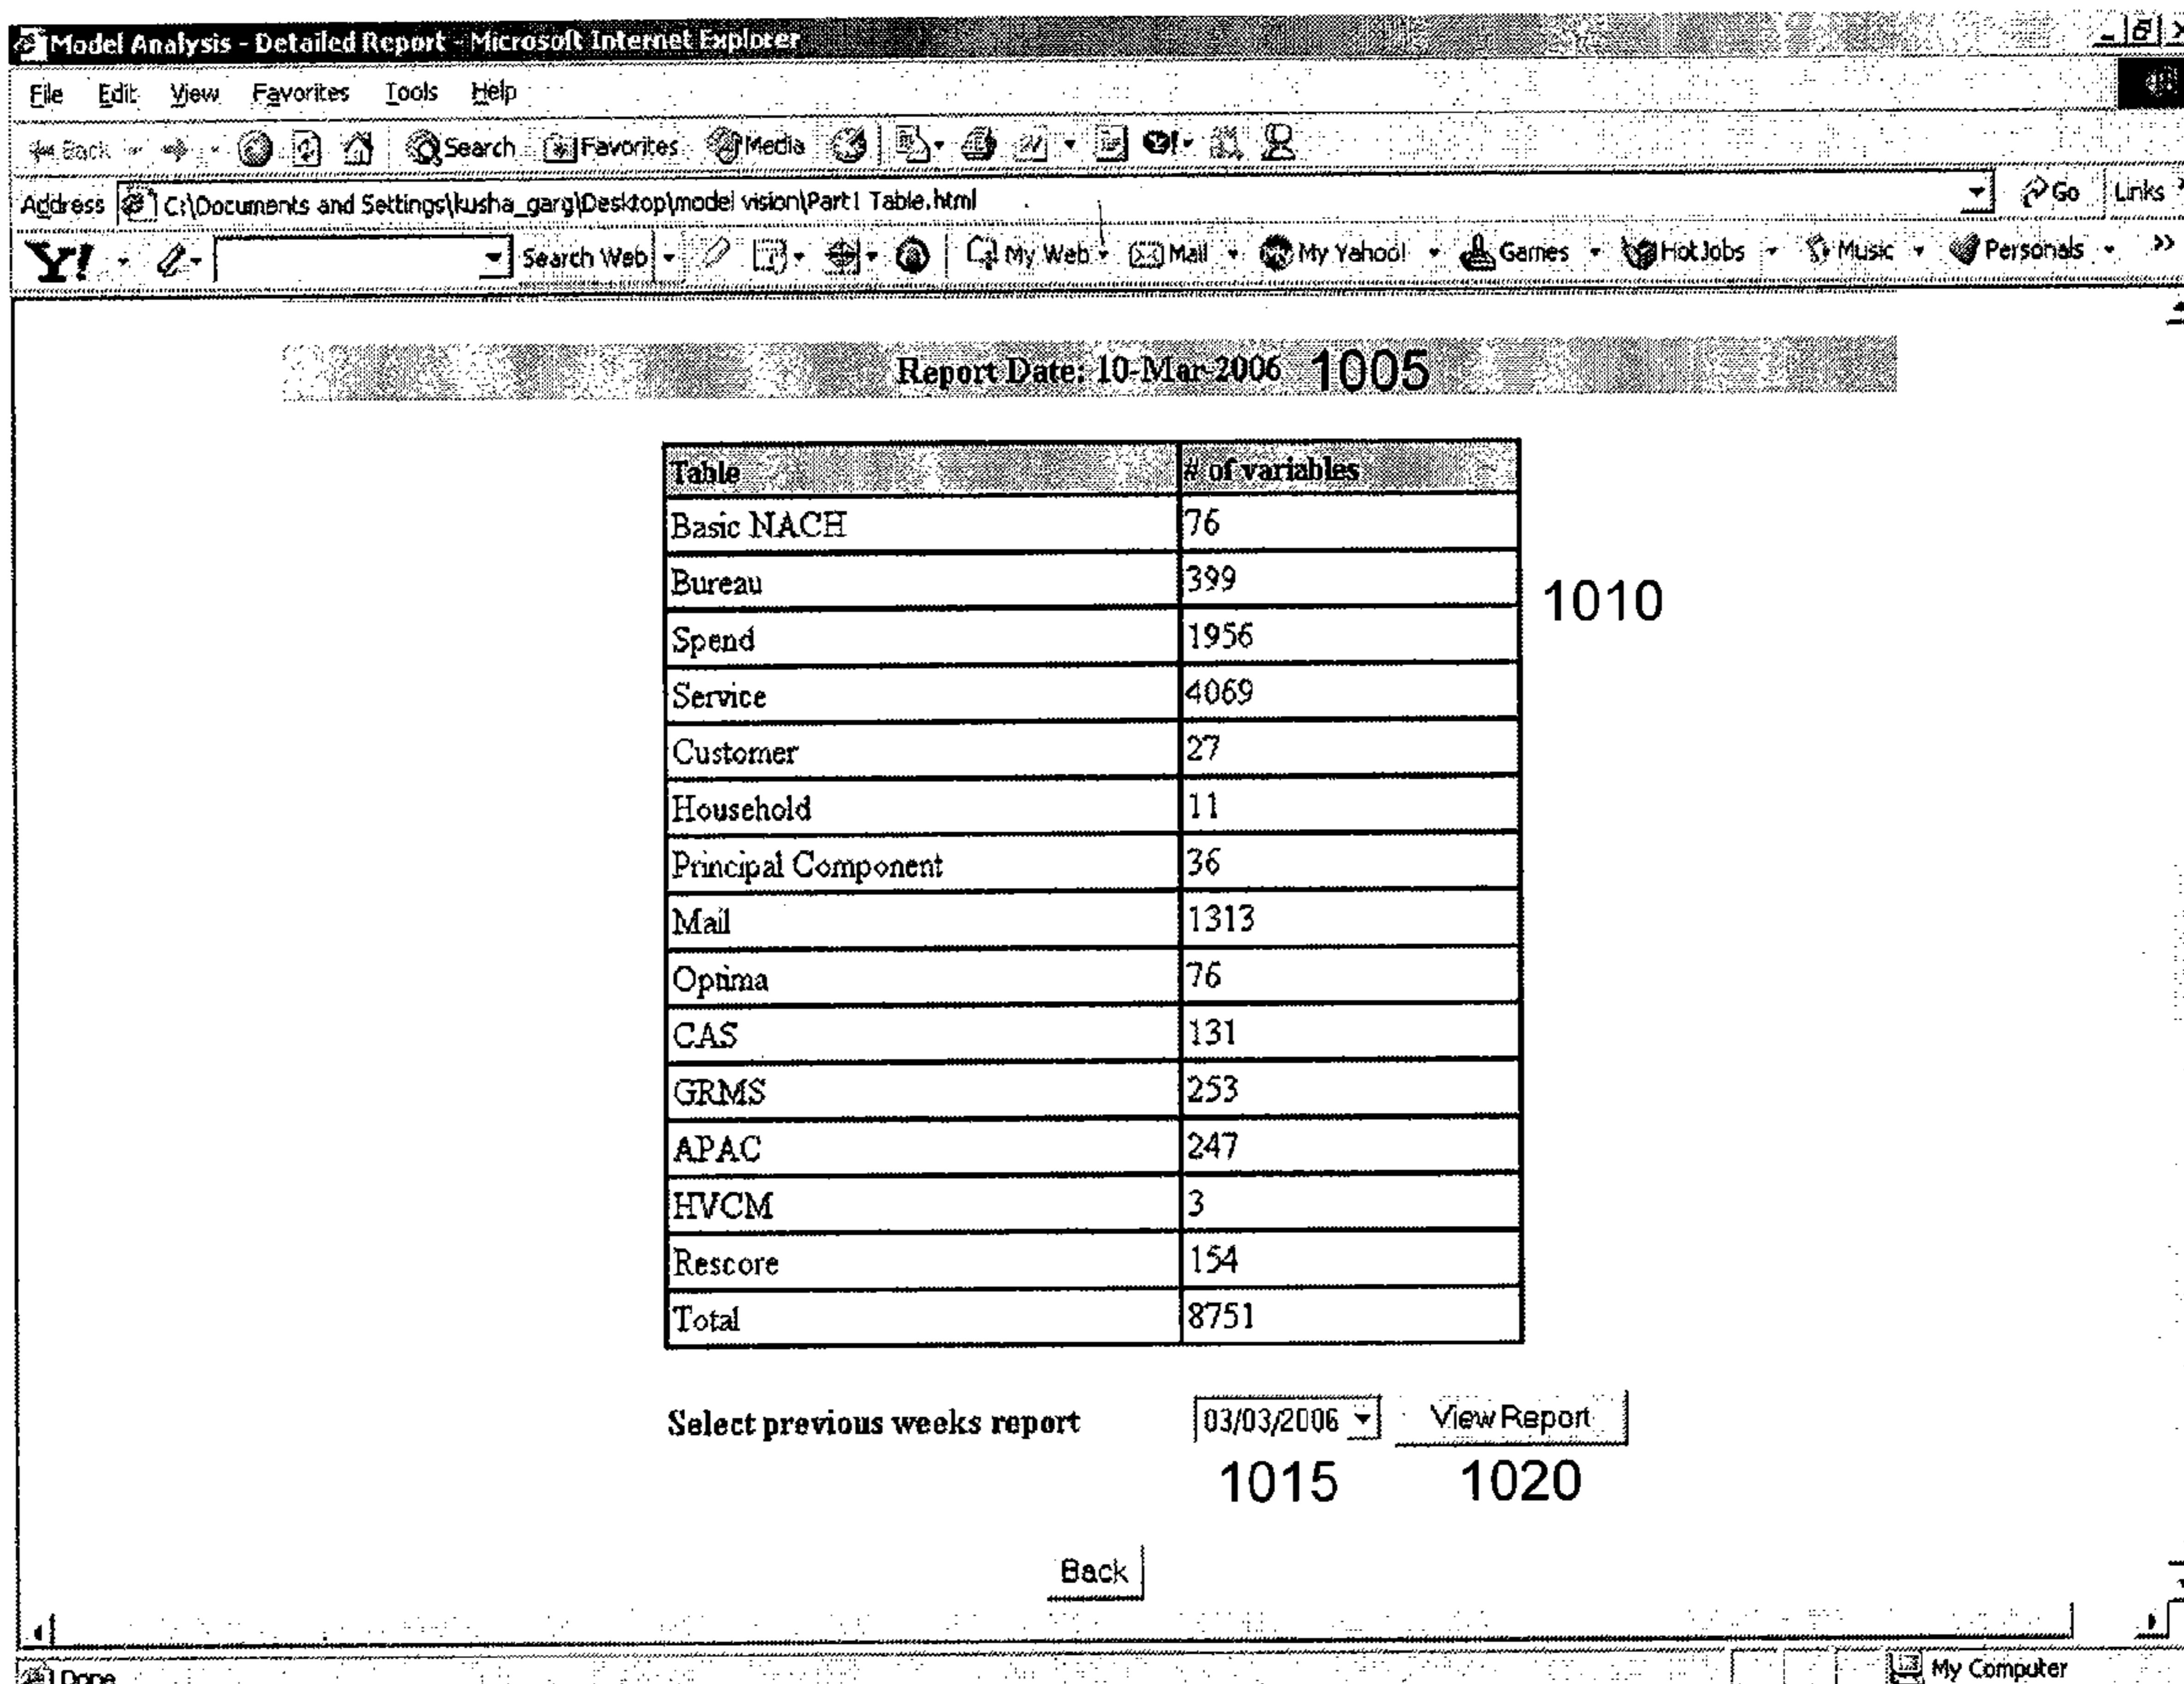 Model Analysis - Detailed Report - Microsoft Internet Explorer
File Edit View Favorites Tools Help
Back Search Favorites Media
Address C:\Documents and Settings\kusha_garg\Desktop\model vision\Part1 Table.html Go Links »
Y! Search Web My Web Mail My Yahoo! Games HotJobs Music Personals »
Report Date: 10-Mar-2006 1005
Table # of variables
Basic NACH 76
Bureau 399
1010
Spend 1956
Service 4069
Customer 27
Household 11
Principal Component 36
Mail 1313
Optima 76
CAS 131
GRMS 253
APAC 247
HVCM 3
Rescore 154
Total 8751
Select previous weeks report 03/03/2006 View Report
1015 1020
Back
Done My Computer